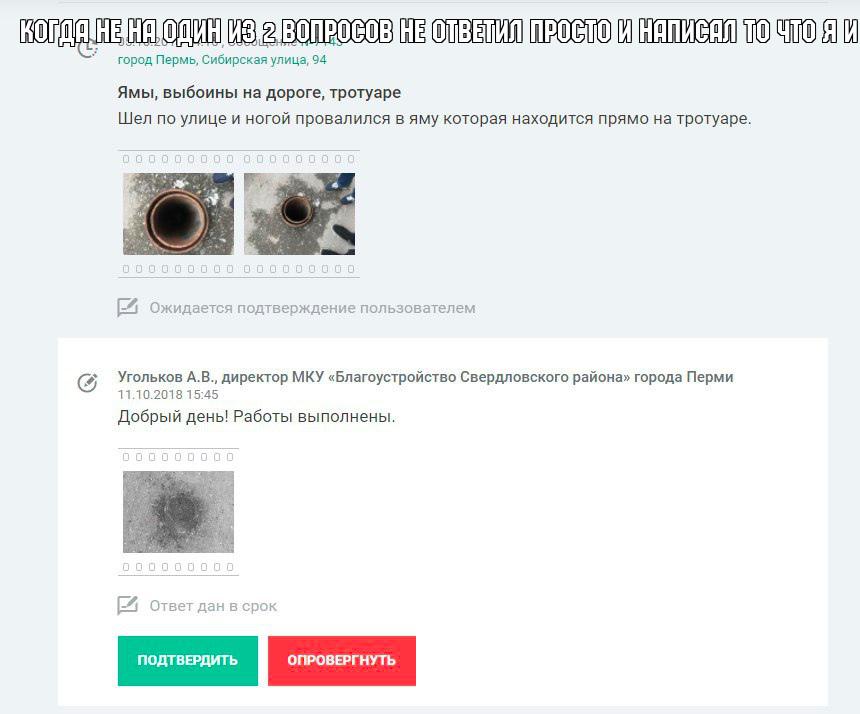 КОГДА НЕ НА ОДИН ИЗ 2 ВОПРОСОВ НЕ ОТВЕТИЛ ПРОСТО И НАПИСАЛ ТО ЧТО Я И
город Пермь, Сибирская улица, 94
Ямы, выбоины на дороге, тротуаре
Шел по улице и ногой провалился в яму которая находится прямо на тротуаре.
Ожидается подтверждение пользователем
Угольков А.В., директор МКУ «Благоустройство Свердловского района» города Перми
11.10.2018 15:45
Добрый день! Работы выполнены.
Ответ дан в срок
ПОДТВЕРДИТЬ
ОПРОВЕРГНУТЬ